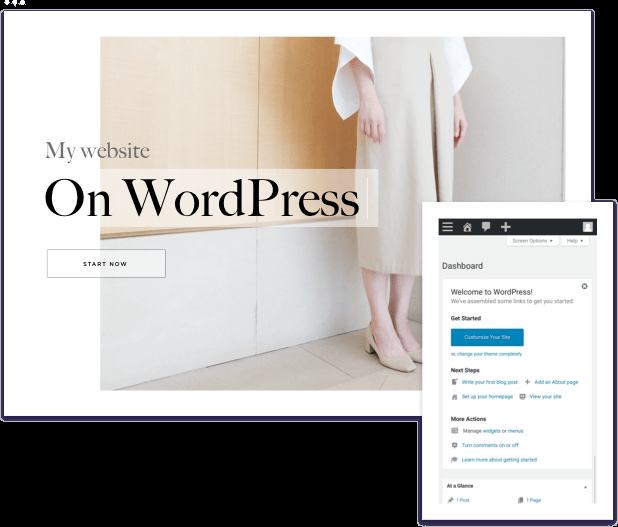 My website
On WordPress
START NOW
Screen Options ▾ Help ▾
Dashboard
Welcome to WordPress!
We've assembled some links to get you started:
Get Started
Customize Your Site
or, change your theme completely
Next Steps
Write your first blog post Add an About page
Set up your homepage View your site
More Actions
Manage widgets or menus
Turn comments on or off
Learn more about getting started
At a Glance
1 Post 1 Page